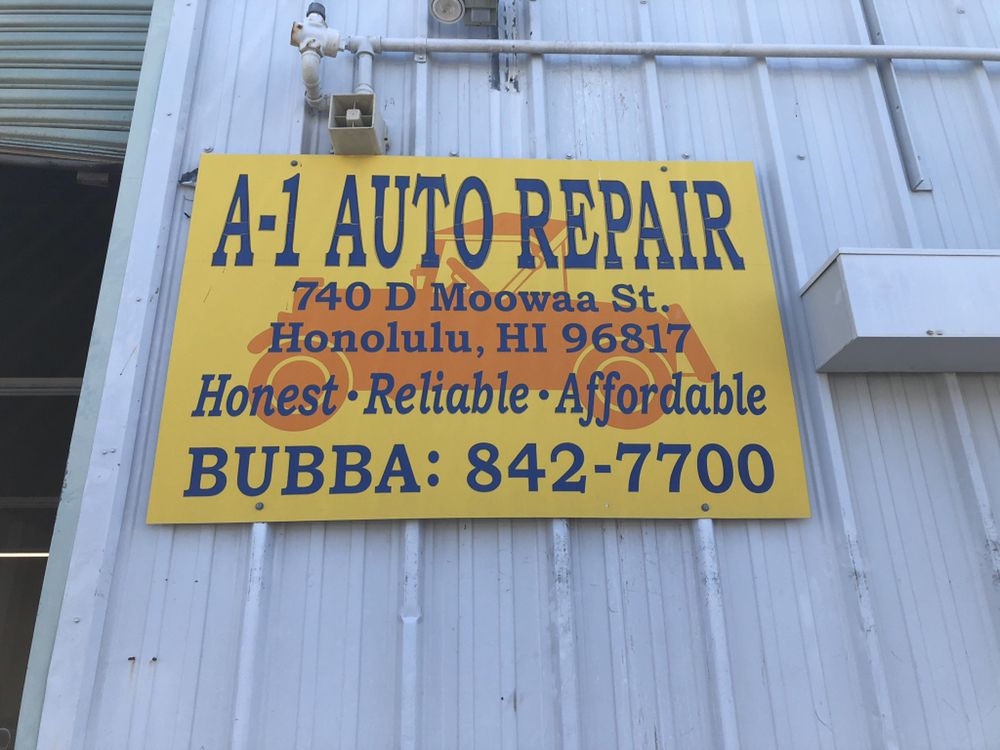 A-1 AUTO REPAIR
740 D Moowaa St.
Honolulu, HI 96817
Honest • Reliable • Affordable
BUBBA: 842-7700